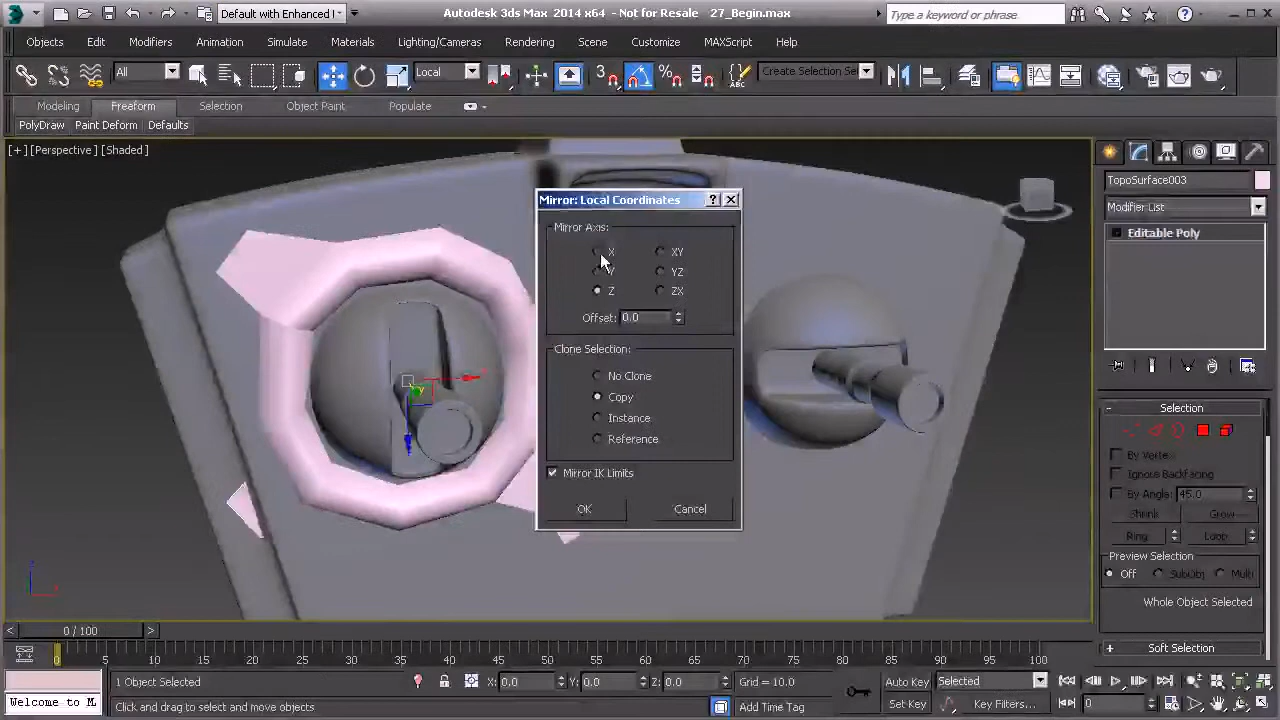 Default with Enhanced M
Autodesk 3ds Max 2014 x64 - Not for Resale 27_Begin.max
Type a keyword or phrase
Objects Edit Modifiers Animation Simulation Materials Lighting/Cameras Rendering Scene Customize MAXScript Help
All
Local
3
Create Selection Se
Modeling Freeform Selection Object Paint Populate
PolyDraw Paint Deform Defaults
[+] [Perspective] [Shaded]
TopoSurface003
Modifier List
Editable Poly
Mirror: Local Coordinates
Mirror Axis:
X XY
Y YZ
Z ZX
Offset: 0.0
Clone Selection:
No Clone
Copy
Instance
Reference
Mirror IK Limits
OK Cancel
Selection
By Vertex
Ignore Backfacing
By Angle: 45.0
Shrink Grow
Ring Loop
Preview Selection
Off SubObj Multi
Whole Object Selected
Soft Selection
0 / 100
0 5 10 15 20 25 30 35 40 45 50 55 60 65 70 75 80 85 90 95 100
1 Object Selected
X: 0.0 Y: 0.0 Z: 0.0
Grid = 10.0
Auto Key Selected
Welcome to M
Click and drag to select and move objects
Add Time Tag
Set Key Key Filters...
0